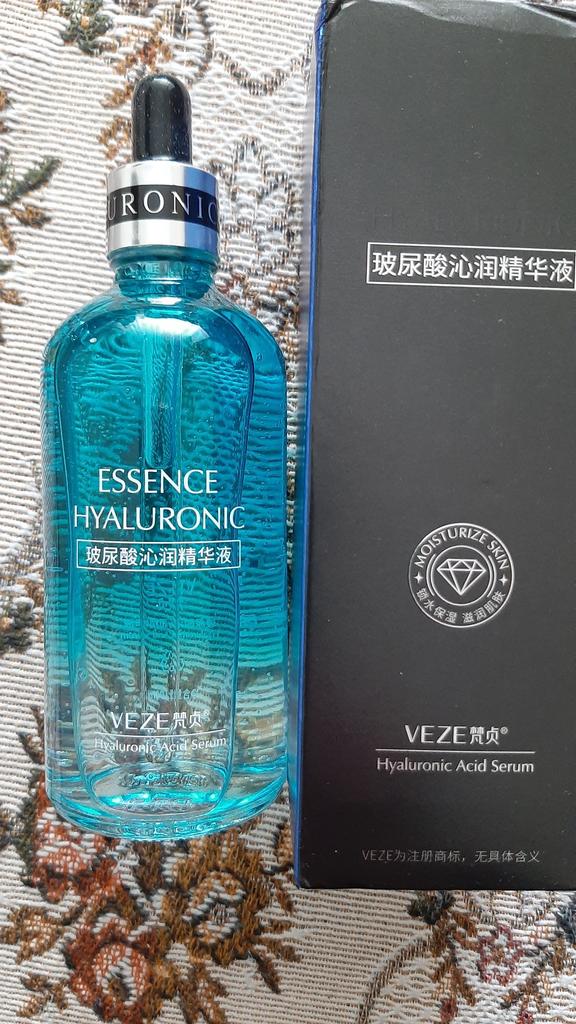 URONIC
ESSENCE
HYALURONIC
玻尿酸沁润精华液
VEZE梵贞®
Hyaluronic Acid Serum
玻尿酸沁润精华液
MOISTURIZE SKIN
锁水保湿 滋润肌肤
VEZE梵贞®
Hyaluronic Acid Serum
VEZE为注册商标，无具体含义